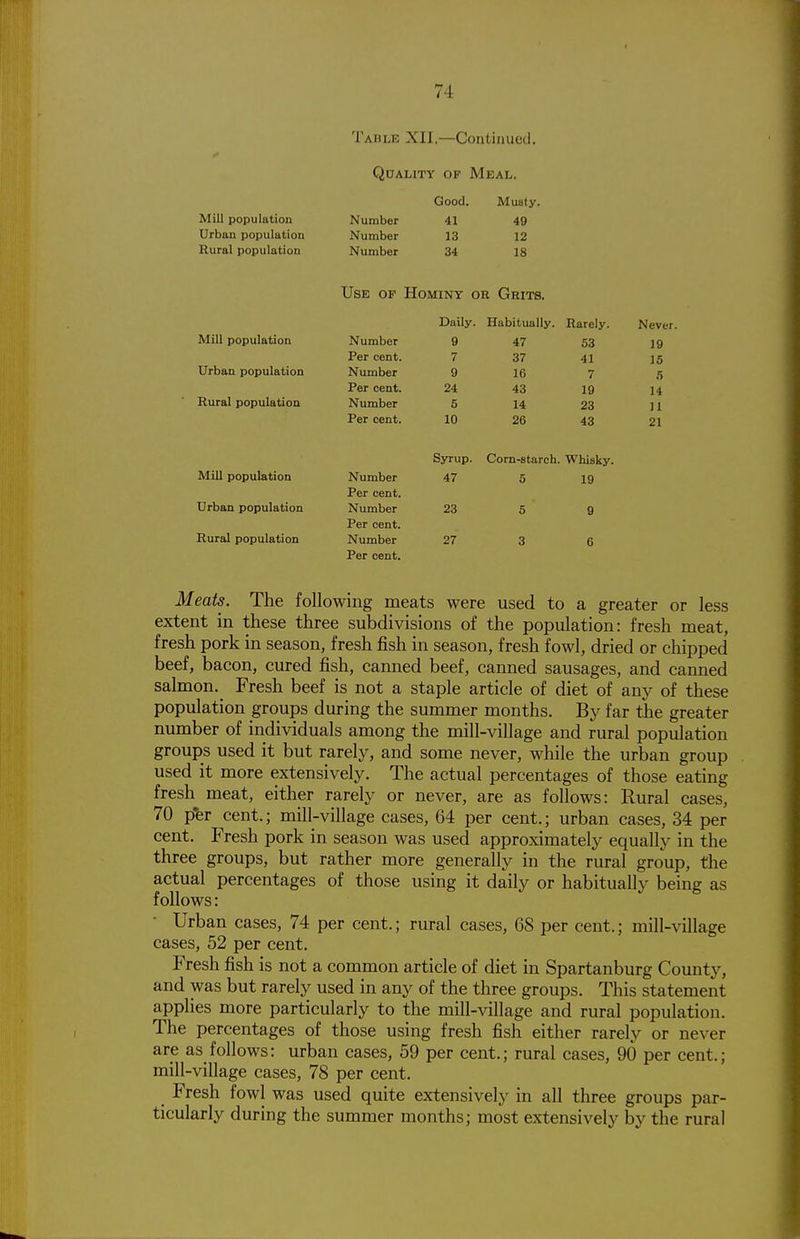 74
TABLE XII.—Continued.
QUALITY OF MEAL.
Good. Musty.
Mill population Number 41 49
Urban population Number 13 12
Rural population Number 34 18
USE OF HOMINY OR GRITS.
Daily. Habitually. Rarely. Never.
Mill population Number 9 47 53 19
Per cent. 7 37 41 15
Urban population Number 9 16 7 5
Per cent. 24 43 19 14
Rural population Number 5 14 23 11
Per cent. 10 26 43 21
Syrup. Corn-starch. Whisky.
Mill population Number 47 5 19
Per cent.
Urban population Number 23 5 9
Per cent.
Rural population Number 27 3 6
Per cent.
Meats. The following meats were used to a greater or less
extent in these three subdivisions of the population: fresh meat,
fresh pork in season, fresh fish in season, fresh fowl, dried or chipped
beef, bacon, cured fish, canned beef, canned sausages, and canned
salmon. Fresh beef is not a staple article of diet of any of these
population groups during the summer months. By far the greater
number of individuals among the mill-village and rural population
groups used it but rarely, and some never, while the urban group
used it more extensively. The actual percentages of those eating
fresh meat, either rarely or never, are as follows: Rural cases,
70 per cent.; mill-village cases, 64 per cent.; urban cases, 34 per
cent. Fresh pork in season was used approximately equally in the
three groups, but rather more generally in the rural group, the
actual percentages of those using it daily or habitually being as
follows:
Urban cases, 74 per cent.; rural cases, 68 per cent.; mill-village
cases, 52 per cent.
Fresh fish is not a common article of diet in Spartanburg County,
and was but rarely used in any of the three groups. This statement
applies more particularly to the mill-village and rural population.
The percentages of those using fresh fish either rarely or never
are as follows: urban cases, 59 per cent.; rural cases, 90 per cent.;
mill-village cases, 78 per cent.
Fresh fowl was used quite extensively in all three groups par-
ticularly during the summer months; most extensively by the rural